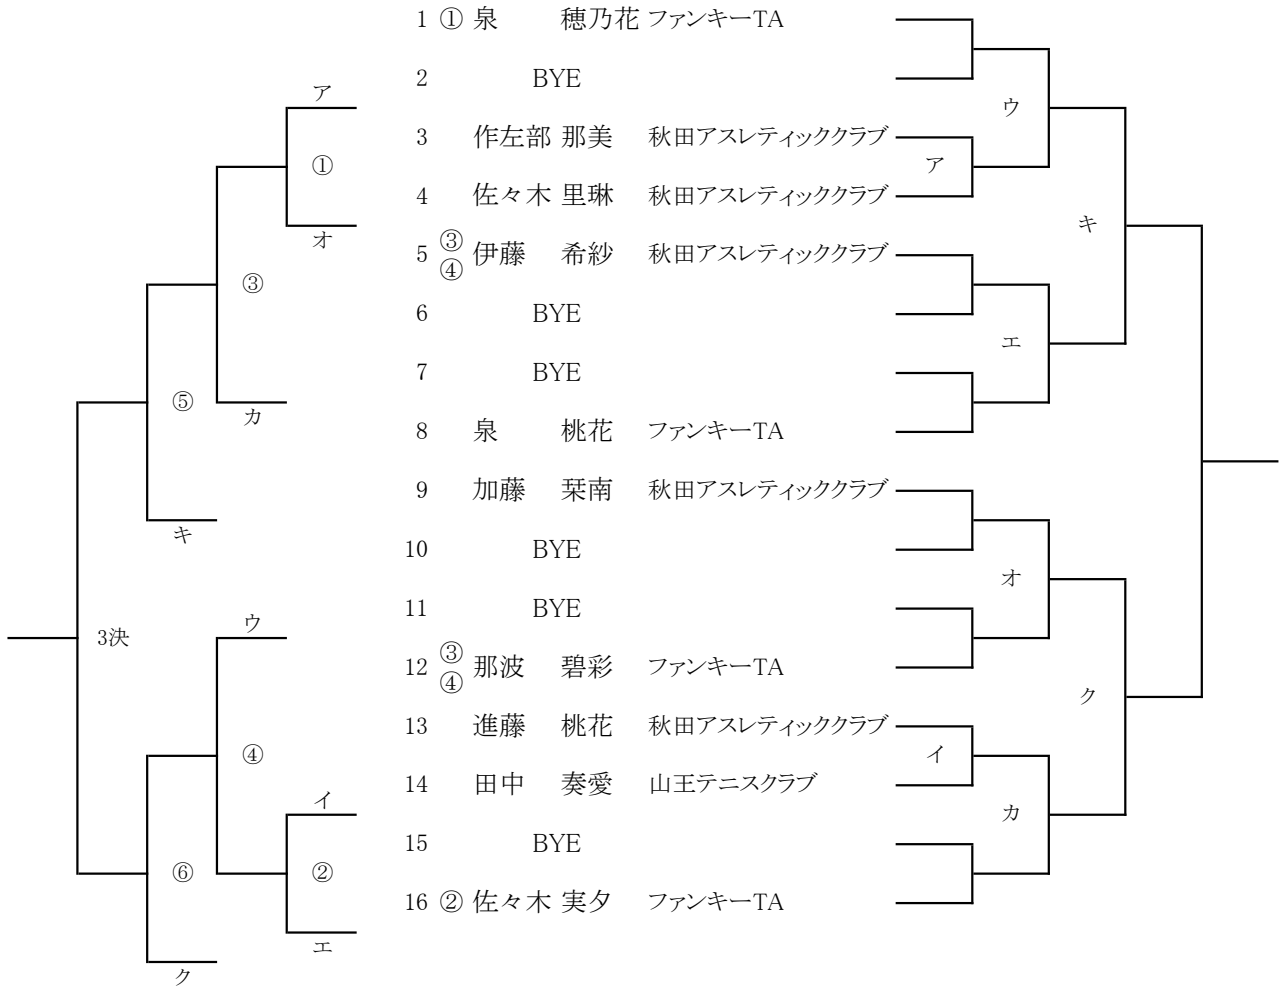 1 ① 泉 穂乃花 ファンキーTA
2 BYE
3 作左部 那美 秋田アスレティッククラブ
4 佐々木 里琳 秋田アスレティッククラブ
5 ③④ 伊藤 希紗 秋田アスレティッククラブ
6 BYE
7 BYE
8 泉 桃花 ファンキーTA
9 加藤 栞南 秋田アスレティッククラブ
10 BYE
11 BYE
12 ③④ 那波 碧彩 ファンキーTA
13 進藤 桃花 秋田アスレティッククラブ
14 田中 奏愛 山王テニスクラブ
15 BYE
16 ② 佐々木 実夕 ファンキーTA
ア
①
オ
③
カ
⑤
キ
3決
ウ
④
イ
②
エ
⑥
ク
ウ
ア
キ
エ
オ
ク
イ
カ